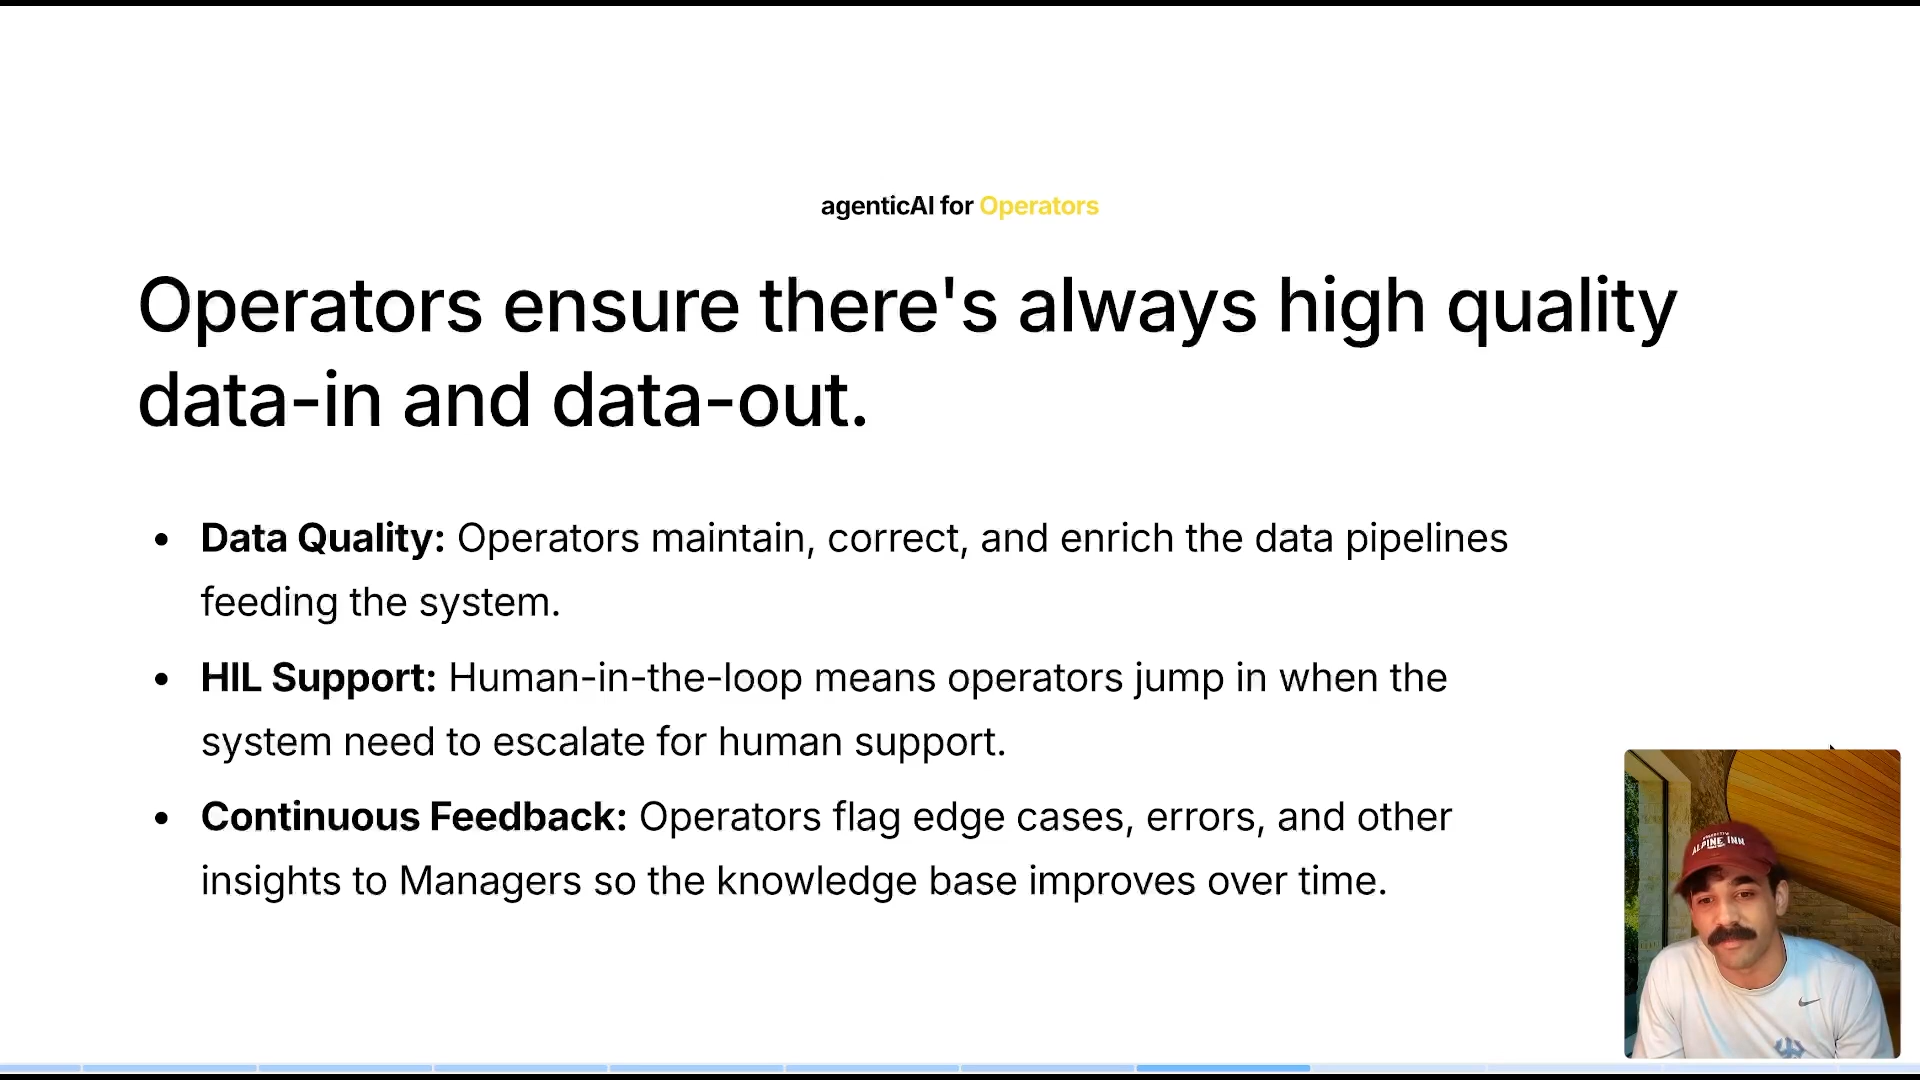 agenticAI for Operators
Operators ensure there's always high quality
data-in and data-out.
• Data Quality: Operators maintain, correct, and enrich the data pipelines
feeding the system.
• HIL Support: Human-in-the-loop means operators jump in when the
system need to escalate for human support.
• Continuous Feedback: Operators flag edge cases, errors, and other
insights to Managers so the knowledge base improves over time.
ALPINE INN